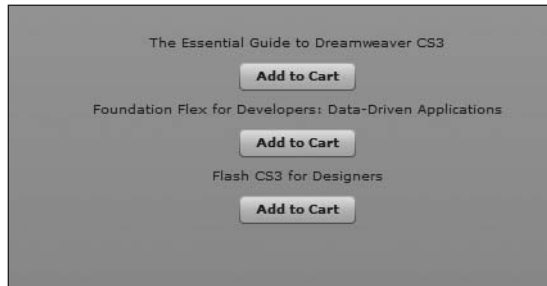 The Essential Guide to Dreamweaver CS3
Add to Cart
Foundation Flex for Developers: Data-Driven Applications
Add to Cart
Flash CS3 for Designers
Add to Cart